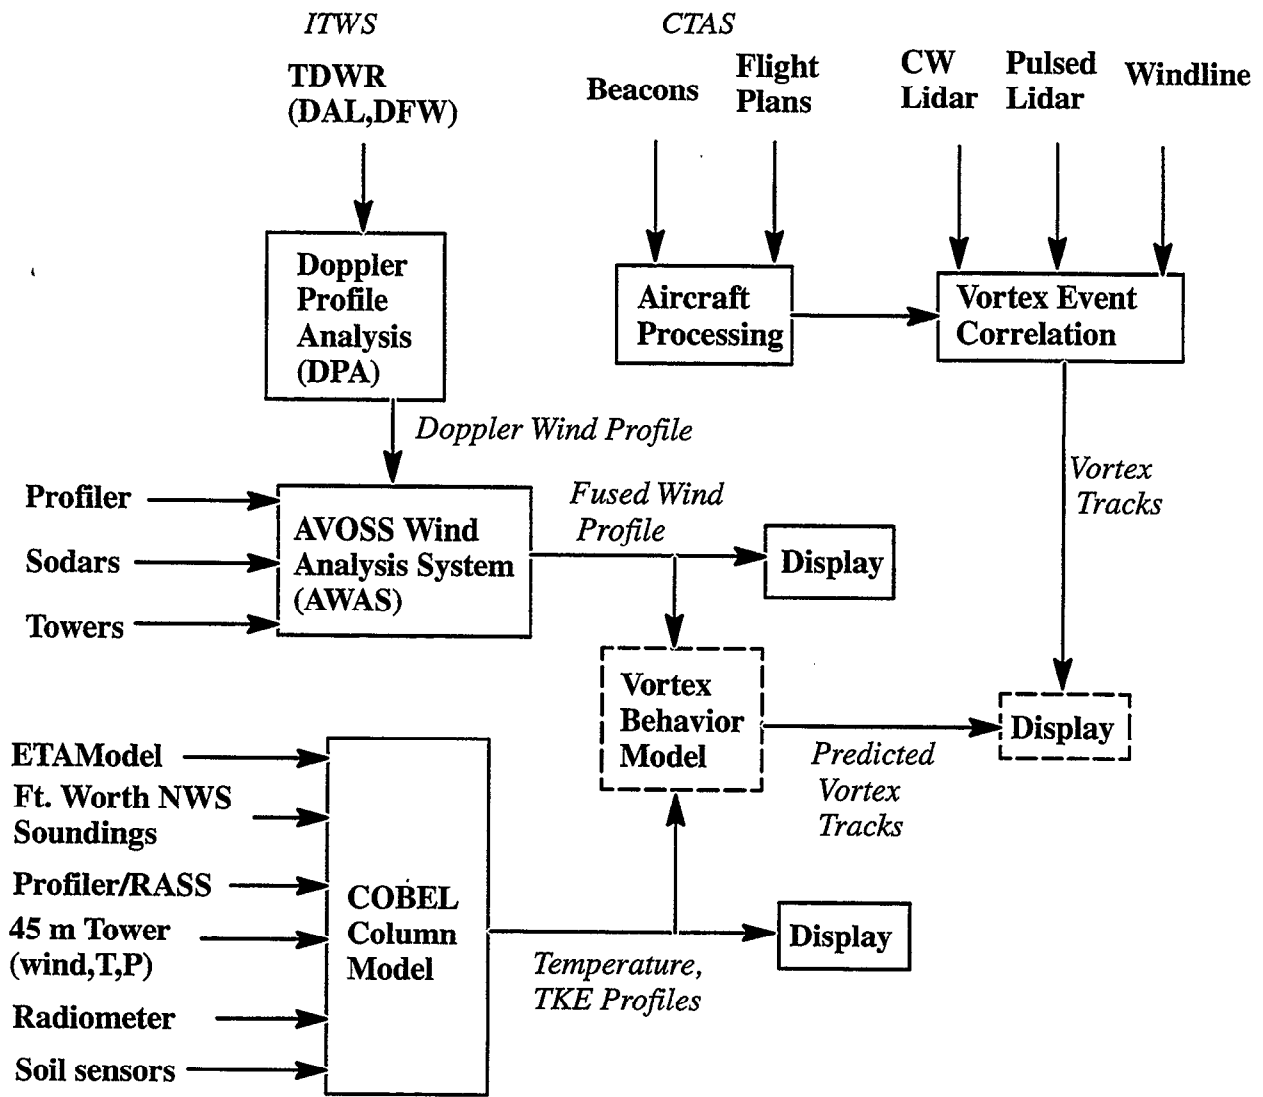 ITWS
CTAS
TDWR
(DAL,DFW)
Beacons
Flight
Plans
CW
Lidar
Pulsed
Lidar
Windline
Doppler
Profile
Analysis
(DPA)
Aircraft
Processing
Vortex Event
Correlation
Doppler Wind Profile
Vortex
Tracks
Profiler
Sodars
Towers
AVOSS Wind
Analysis System
(AWAS)
Fused Wind
Profile
Display
Vortex
Behavior
Model
Predicted
Vortex
Tracks
Display
ETAModel
Ft. Worth NWS
Soundings
Profiler/RASS
45 m Tower
(wind,T,P)
Radiometer
Soil sensors
COBEL
Column
Model
Temperature,
TKE Profiles
Display